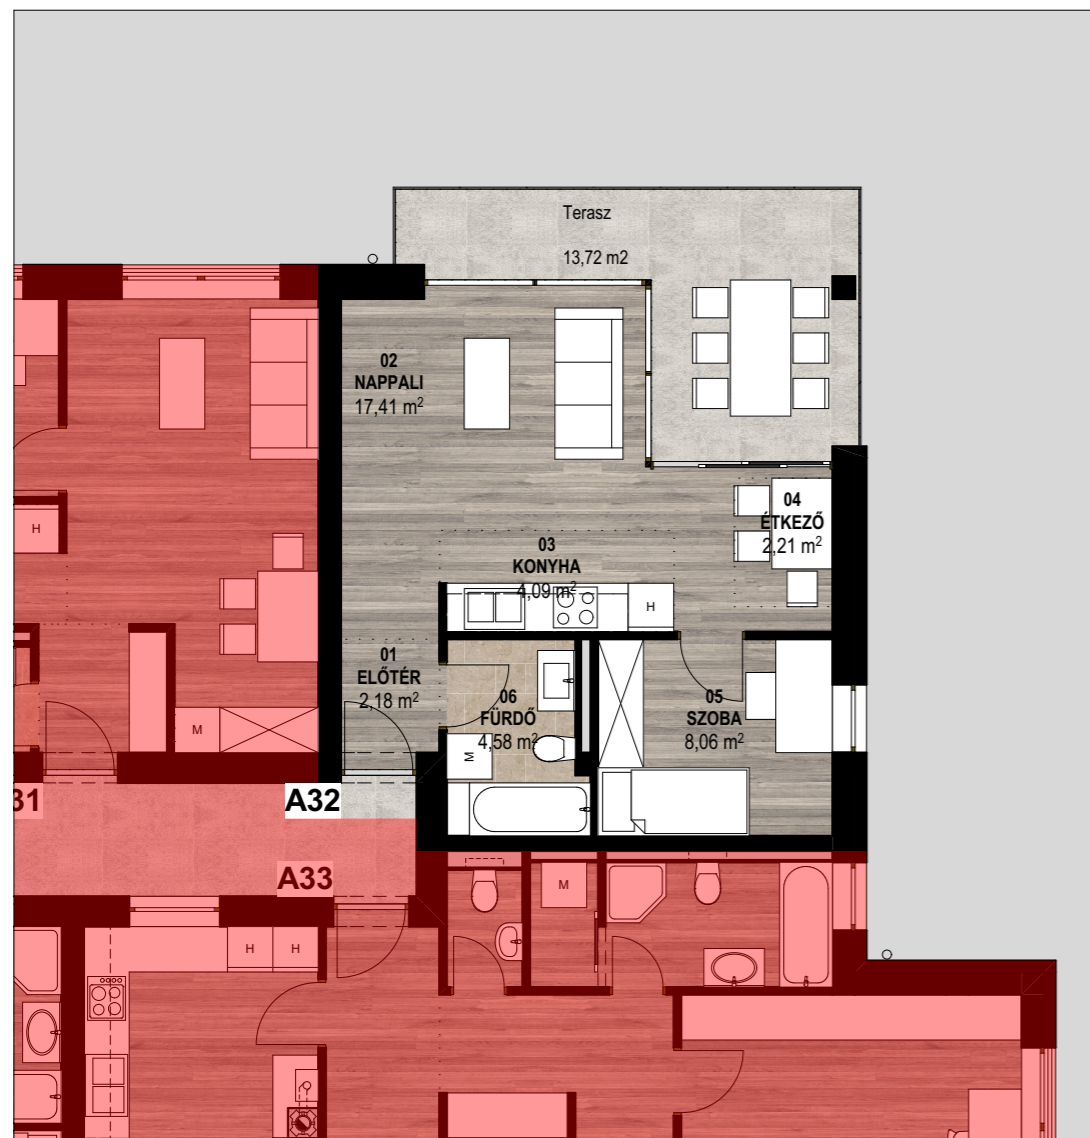 Terasz
13,72 m2
02
NAPPALI
17,41 m²
04
ÉTKEZŐ
2,21 m²
03
KONYHA
4,09 m²
H
H
01
ELŐTÉR
2,18 m²
06
FÜRDŐ
4,58 m²
05
SZOBA
8,06 m²
M
M
31
A32
A33
M
H
H